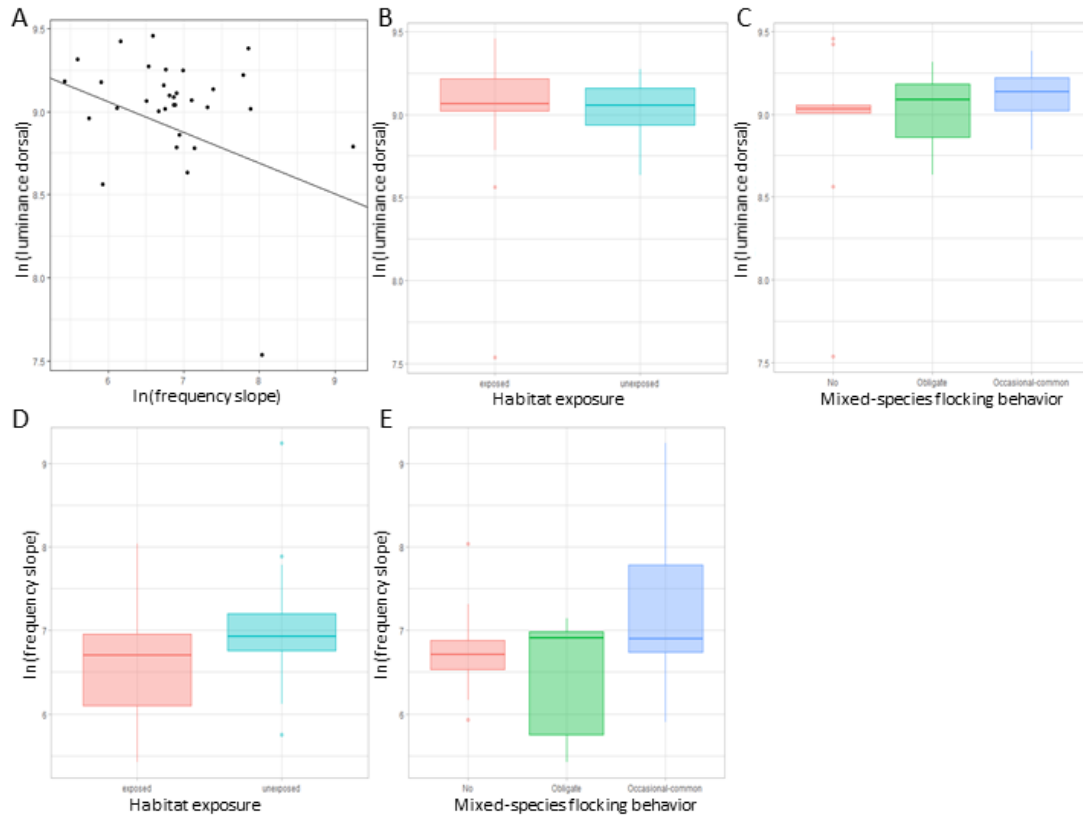 A
9.5
9.0
8.5
8.0
7.5
6 7 8 9
ln(luminance dorsal)
ln(frequency slope)
B
9.5
9.0
8.5
8.0
7.5
exposed unexposed
ln(luminance dorsal)
Habitat exposure
C
9.5
9.0
8.5
8.0
7.5
No Obligate Occasional-common
ln(luminance dorsal)
Mixed-species flocking behavior
D
9
8
7
6
exposed unexposed
ln(frequency slope)
Habitat exposure
E
9
8
7
6
No Obligate Occasional-common
ln(frequency slope)
Mixed-species flocking behavior